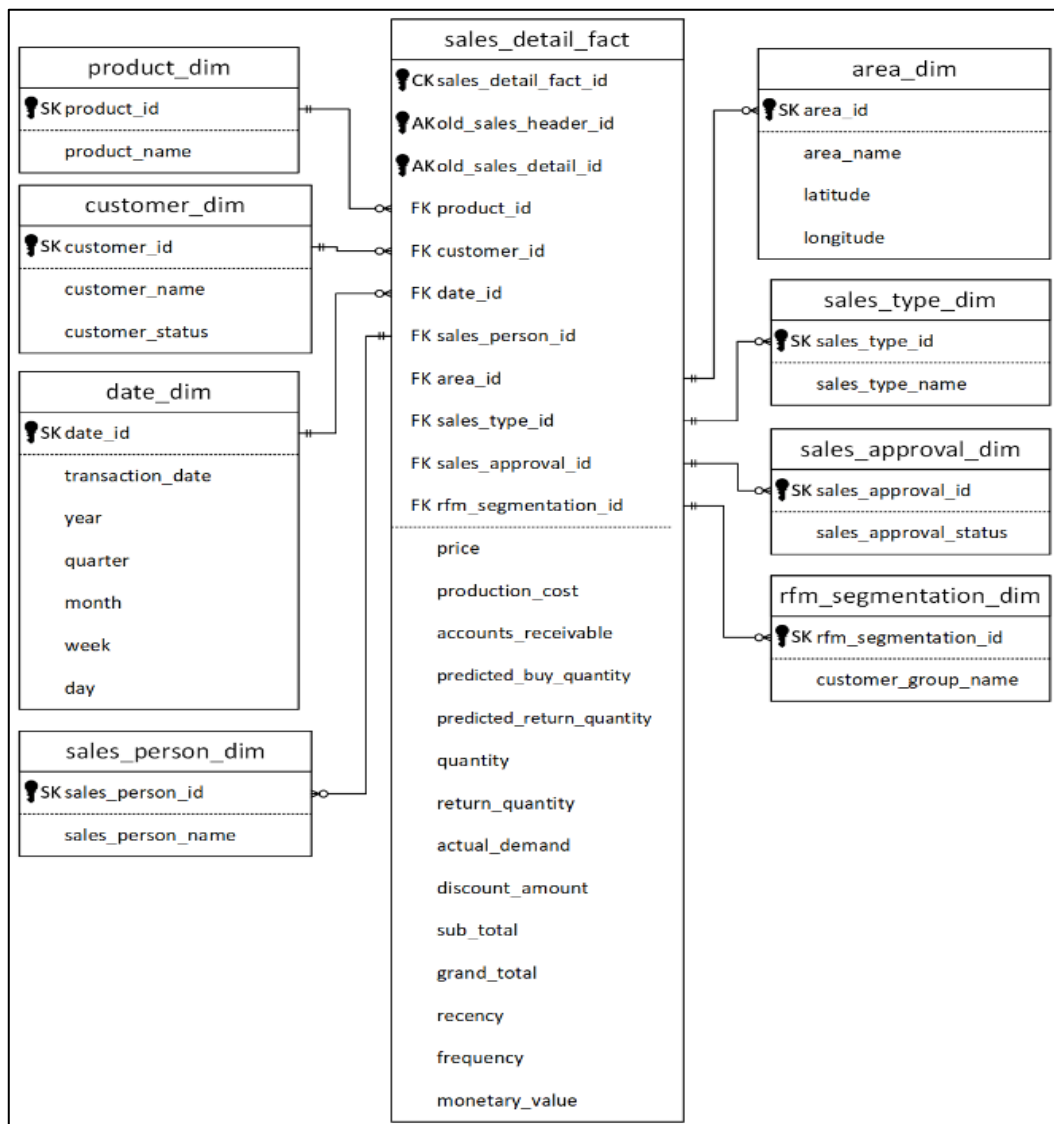 product_dim
SK product_id
product_name
customer_dim
SK customer_id
customer_name
customer_status
date_dim
SK date_id
transaction_date
year
quarter
month
week
day
sales_person_dim
SK sales_person_id
sales_person_name
sales_detail_fact
CK sales_detail_fact_id
AK old_sales_header_id
AK old_sales_detail_id
FK product_id
FK customer_id
FK date_id
FK sales_person_id
FK area_id
FK sales_type_id
FK sales_approval_id
FK rfm_segmentation_id
price
production_cost
accounts_receivable
predicted_buy_quantity
predicted_return_quantity
quantity
return_quantity
actual_demand
discount_amount
sub_total
grand_total
recency
frequency
monetary_value
area_dim
SK area_id
area_name
latitude
longitude
sales_type_dim
SK sales_type_id
sales_type_name
sales_approval_dim
SK sales_approval_id
sales_approval_status
rfm_segmentation_dim
SK rfm_segmentation_id
customer_group_name